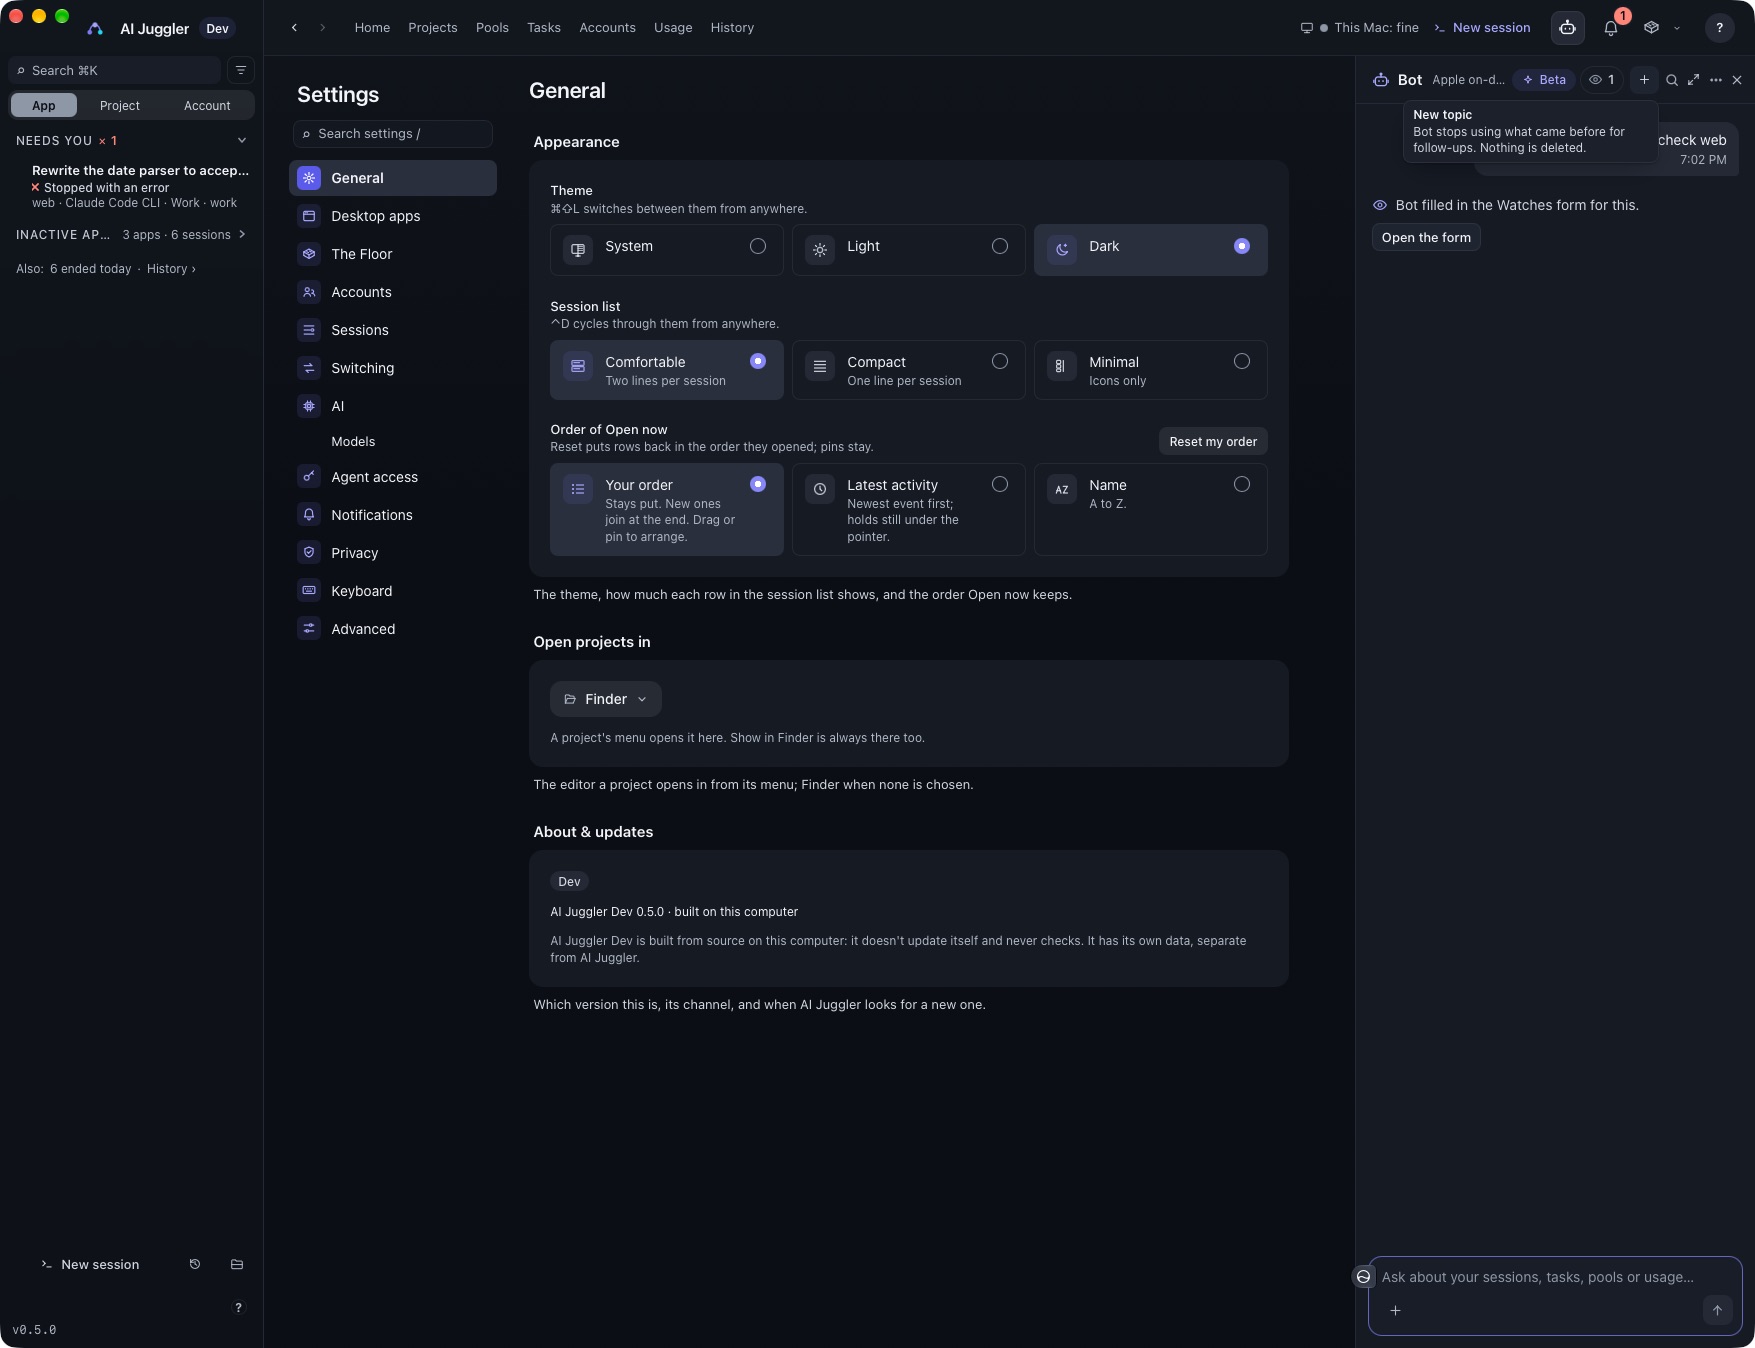 AI Juggler Dev
Search ⌘K
App Project Account
NEEDS YOU × 1
Rewrite the date parser to accep...
Stopped with an error
web · Claude Code CLI · Work · work
INACTIVE AP... 3 apps · 6 sessions
Also: 6 ended today · History ›
New session
?
v0.5.0
Home Projects Pools Tasks Accounts Usage History
This Mac: fine
New session
1
?
Settings
Search settings /
General
Desktop apps
The Floor
Accounts
Sessions
Switching
AI
Models
Agent access
Notifications
Privacy
Keyboard
Advanced
General
Appearance
Theme
⌘⇧L switches between them from anywhere.
System
Light
Dark
Session list
^D cycles through them from anywhere.
Comfortable
Two lines per session
Compact
One line per session
Minimal
Icons only
Order of Open now
Reset puts rows back in the order they opened; pins stay.
Reset my order
Your order
Stays put. New ones
join at the end. Drag or
pin to arrange.
Latest activity
Newest event first;
holds still under the
pointer.
AZ
Name
A to Z.
The theme, how much each row in the session list shows, and the order Open now keeps.
Open projects in
Finder
A project's menu opens it here. Show in Finder is always there too.
The editor a project opens in from its menu; Finder when none is chosen.
About & updates
Dev
AI Juggler Dev 0.5.0 · built on this computer
AI Juggler Dev is built from source on this computer: it doesn't update itself and never checks. It has its own data, separate
from AI Juggler.
Which version this is, its channel, and when AI Juggler looks for a new one.
Bot Apple on-d... Beta 1
New topic
Bot stops using what came before for
follow-ups. Nothing is deleted.
check web
7:02 PM
Bot filled in the Watches form for this.
Open the form
Ask about your sessions, tasks, pools or usage...